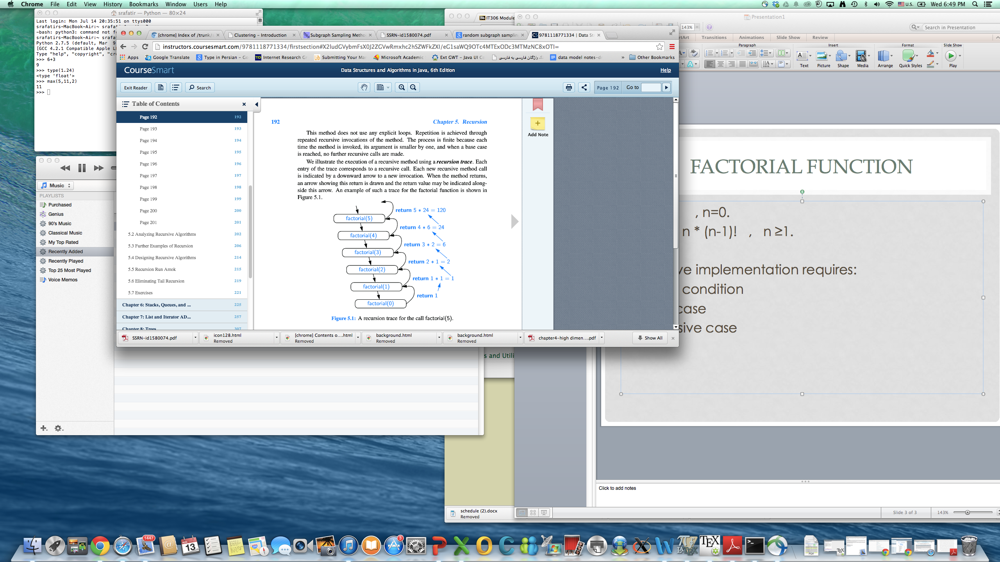 Chrome File Edit View History Bookmarks Window Users Help
U.S. Wed 6:49 PM
srafatir — Python — 80×24
Last login: Mon Jul 14 20:35:51 on ttys000
srafatirs-MacBook-Air:~
-bash: python3: command not
srafatirs-MacBook-Air:~
Python 2.7.5 (default, Mar 9
[GCC 4.2.1 Compatible Apple
Type "help", "copyright",
>>> 6+3
9
>>> type(1.24)
<type 'float'>
>>> max(5,11,2)
11
>>>
Music
PLAYLISTS
Purchased
Genius
90's Music
Classical Music
My Top Rated
Recently Added
Recently Played
Top 25 Most Played
Voice Memos
[chrome] Index of /trunk/
Clustering – Introduction
Subgraph Sampling
SSRN-id1580074.pdf
random subgraph
9781118771334 | Data
instructors.coursesmart.com/9781118771334/firstsection#X2ludGVybmFsX0J2ZGVwRmxhc2hSZWFkZXI/eG1saWQ9OTc4MTExODc3MTMzNC8xOTI=
Apps Google Translate Type in Persian – Internet Research Submitting Your Microsoft Academic Ext GWT – Java UI واژگان فارسی به فارسی data model » Other Bookmarks
CourseSmart Data Structures and Algorithms in Java, 6th Edition Help
Exit Reader Search Page 192 Go to
Table of Contents
Page 192 192
Page 193 193
Page 194 194
Page 195 195
Page 196 196
Page 197 197
Page 198 198
Page 199 199
Page 200 200
Page 201 201
5.2 Analyzing Recursive Algorithms 202
5.3 Further Examples of Recursion 206
5.4 Designing Recursive Algorithms 214
5.5 Recursion Run Amok 215
5.6 Eliminating Tail Recursion 219
5.7 Exercises 221
Chapter 6: Stacks, Queues, and ... 225
Chapter 7: List and Iterator AD... 257
Chapter 8: Trees 307
192 Chapter 5. Recursion
This method does not use any explicit loops. Repetition is achieved through
repeated recursive invocations of the method. The process is finite because each
time the method is invoked, its argument is smaller by one, and when a base case
is reached, no further recursive calls are made.
We illustrate the execution of a recursive method using a recursion trace. Each
entry of the trace corresponds to a recursive call. Each new recursive method call
is indicated by a downward arrow to a new invocation. When the method returns,
an arrow showing this return is drawn and the return value may be indicated along-
side this arrow. An example of such a trace for the factorial function is shown in
Figure 5.1.
return 5 * 24 = 120
factorial(5)
return 4 * 6 = 24
factorial(4)
return 3 * 2 = 6
factorial(3)
return 2 * 1 = 2
factorial(2)
return 1 * 1 = 1
factorial(1)
return 1
factorial(0)
Figure 5.1: A recursion trace for the call factorial(5).
Add Note
SSRN-id1580074.pdf
icon128.html
Removed
[chrome] Contents o....html
Removed
background.html
Removed
background.html
Removed
chapter4-high dimen....pdf
Show All
IT306 Module
s and Utili
schedule (2).docx
Removed
Presentation1
143%
Search in Presentation
rtArt Transitions Animations Slide Show Review
Paragraph Insert Format Slide Show
Text Picture Shape Media Arrange Quick Styles Play
FACTORIAL FUNCTION
, n=0.
n * (n-1)! , n ≥1.
ve implementation requires:
condition
case
sive case
Click to add notes
Slide 3 of 3 143%
1447
AUG
13
3
TEX
PDF